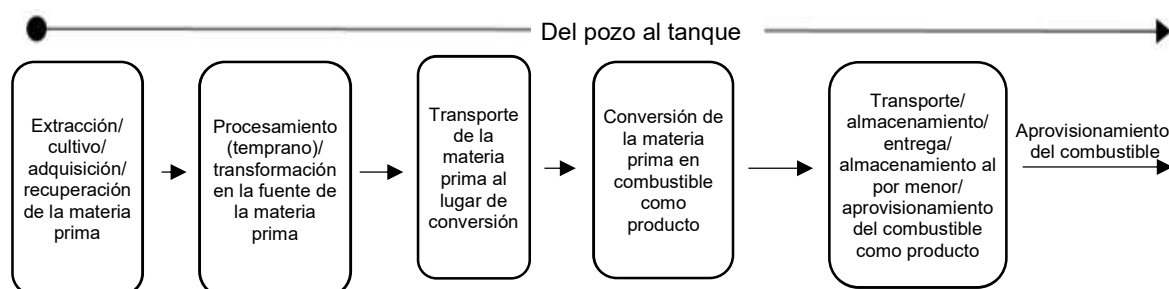 Del pozo al tanque
Extracción/
cultivo/
adquisición/
recuperación
de la materia
prima
Procesamiento
(temprano)/
transformación
en la fuente de
la materia
prima
Transporte
de la
materia
prima al
lugar de
conversión
Conversión de
la materia
prima en
combustible
como
producto
Transporte/
almacenamiento/
entrega/
almacenamiento al
por menor/
aprovisionamiento
del combustible
como producto
Aprovisionamiento
del combustible